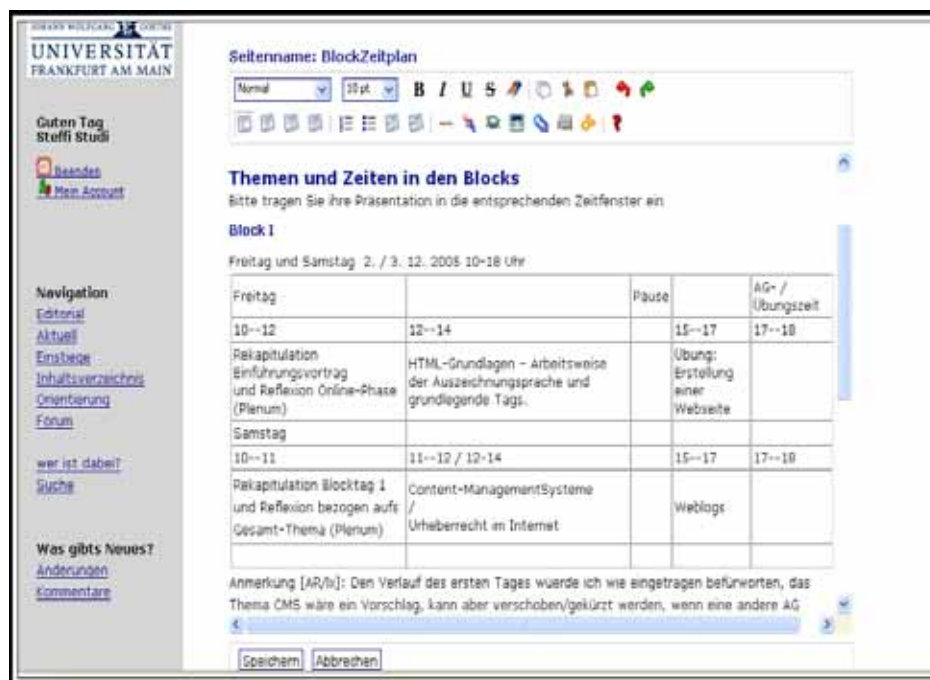 JOHANN WOLFGANG GOETHE
UNIVERSITÄT
FRANKFURT AM MAIN
Guten Tag
Steffi Studi
Beenden
Mein Account
Navigation
Editorial
Aktuell
Einstiege
Inhaltsverzeichnis
Orientierung
Forum
wer ist dabei?
Suche
Was gibts Neues?
Änderungen
Kommentare
Seitenname: BlockZeitplan
Normal 10 pt B I U S
Themen und Zeiten in den Blocks
Bitte tragen Sie ihre Präsentation in die entsprechenden Zeitfenster ein
Block I
Freitag und Samstag 2. / 3. 12. 2005 10-18 Uhr
Freitag Pause AG- /
Übungszeit
10--12 12--14 15--17 17--18
Rekapitulation
Einführungsvortrag
und Reflexion Online-Phase
(Plenum)
HTML-Grundlagen - Arbeitsweise
der Auszeichnungsprache und
grundlegende Tags.
Übung:
Erstellung
einer
Webseite
Samstag
10--11 11--12 / 12-14 15--17 17--18
Rekapitulation Blocktag 1
und Reflexion bezogen aufs
Gesamt-Thema (Plenum)
Content-ManagementSysteme
/
Urheberrecht im Internet
Weblogs
Anmerkung [AR/lx]: Den Verlauf des ersten Tages wuerde ich wie eingetragen befürworten, das
Thema CMS wäre ein Vorschlag, kann aber verschoben/gekürzt werden, wenn eine andere AG
Speichern Abbrechen